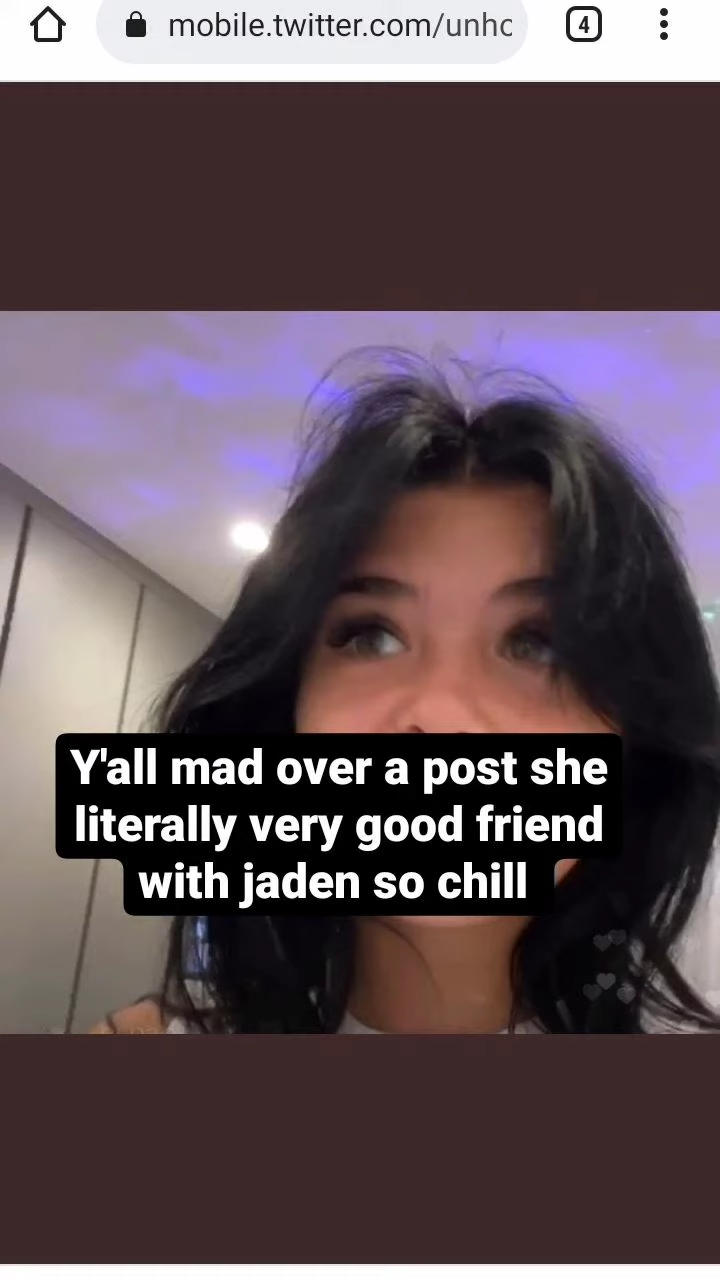 mobile.twitter.com/unhc
4
Y'all mad over a post she
literally very good friend
with jaden so chill